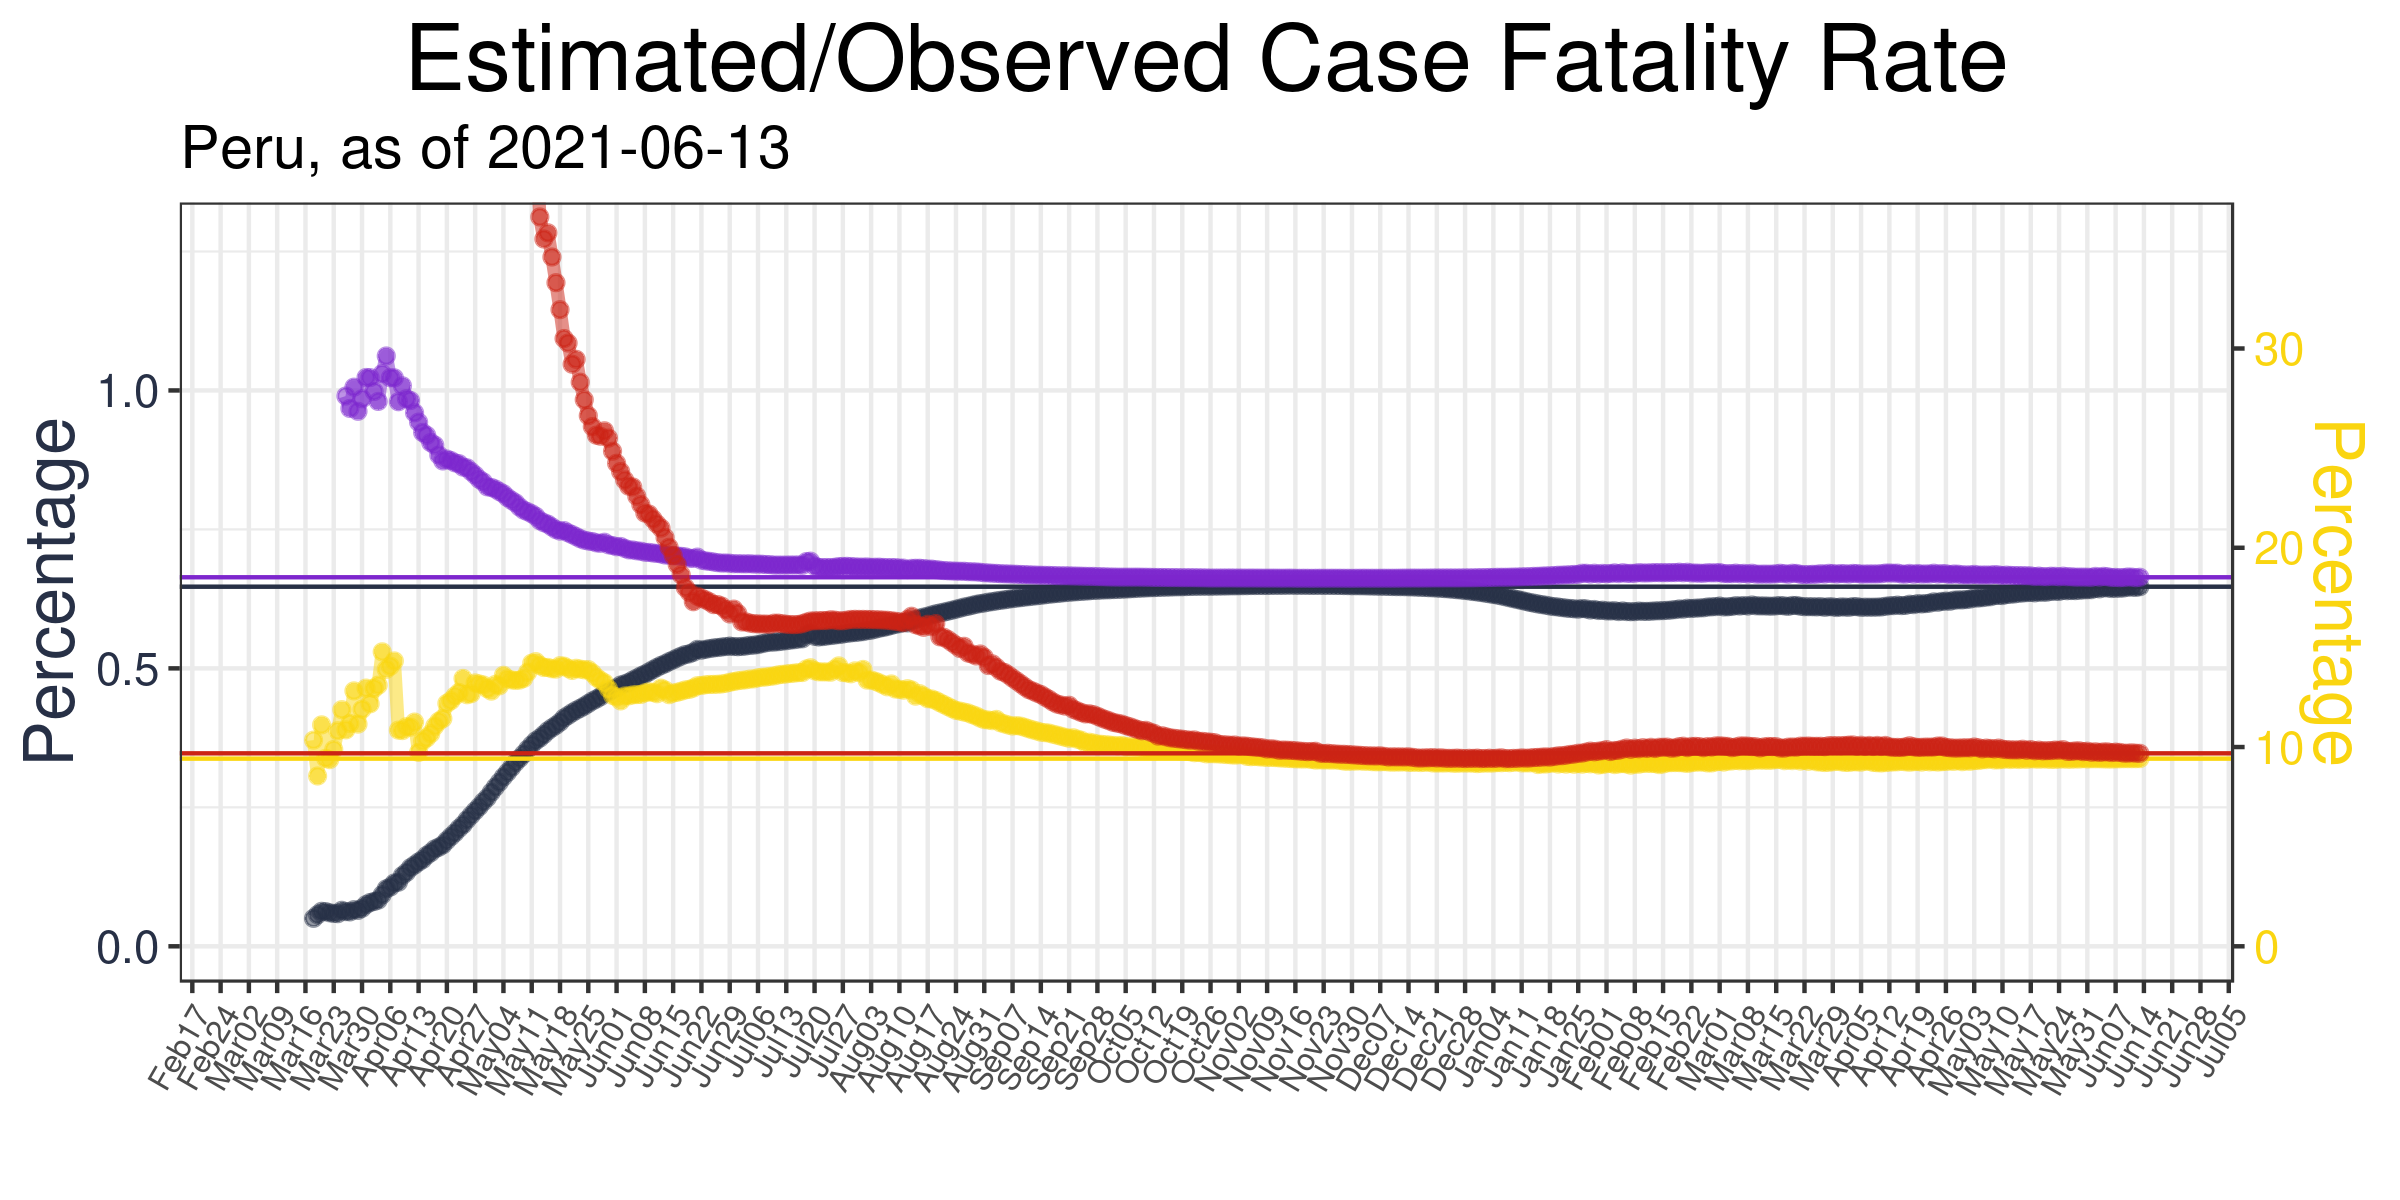 Estimated/Observed Case Fatality Rate
Peru, as of 2021-06-13
Percentage
1.0
0.5
0.0
30
20
10
0
Percentage
Feb17
Feb24
Mar02
Mar09
Mar16
Mar23
Mar30
Apr06
Apr13
Apr20
Apr27
May04
May11
May18
May25
Jun01
Jun08
Jun15
Jun22
Jun29
Jul06
Jul13
Jul20
Jul27
Aug03
Aug10
Aug17
Aug24
Aug31
Sep07
Sep14
Sep21
Sep28
Oct05
Oct12
Oct19
Oct26
Nov02
Nov09
Nov16
Nov23
Nov30
Dec07
Dec14
Dec21
Dec28
Jan04
Jan11
Jan18
Jan25
Feb01
Feb08
Feb15
Feb22
Mar01
Mar08
Mar15
Mar22
Mar29
Apr05
Apr12
Apr19
Apr26
May03
May10
May17
May24
May31
Jun07
Jun14
Jun21
Jun28
Jul05